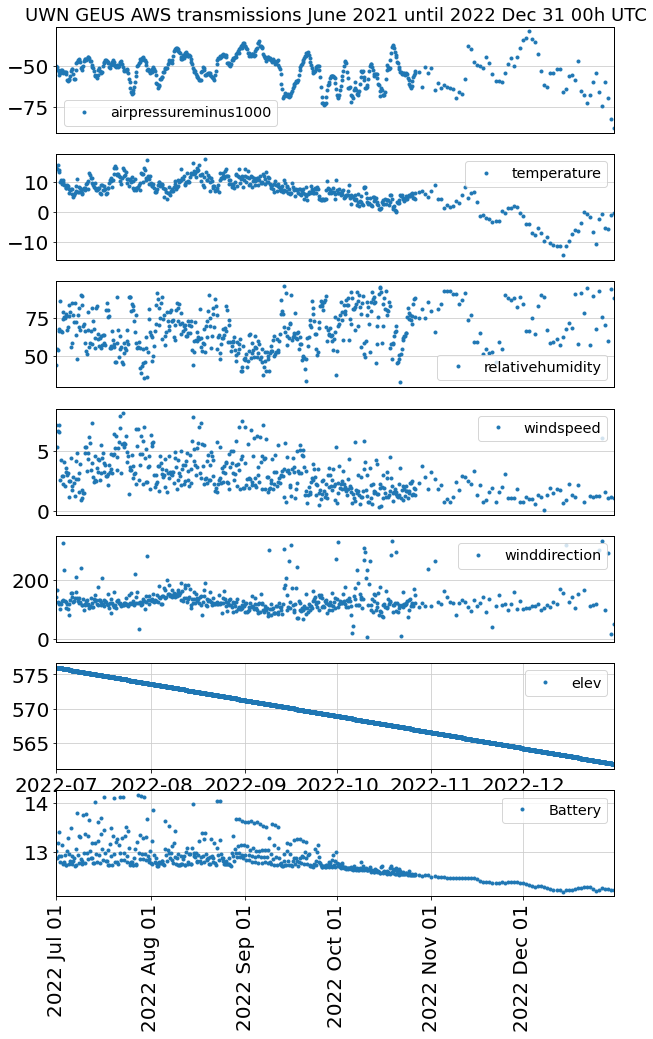 UWN GEUS AWS transmissions June 2021 until 2022 Dec 31 00h UTC
−50
−75
airpressureminus1000
10
0
−10
temperature
75
50
relativehumidity
5
0
windspeed
200
0
winddirection
575
570
565
elev
2022-07 2022-08 2022-09 2022-10 2022-11 2022-12
14
13
Battery
2022 Jul 01
2022 Aug 01
2022 Sep 01
2022 Oct 01
2022 Nov 01
2022 Dec 01